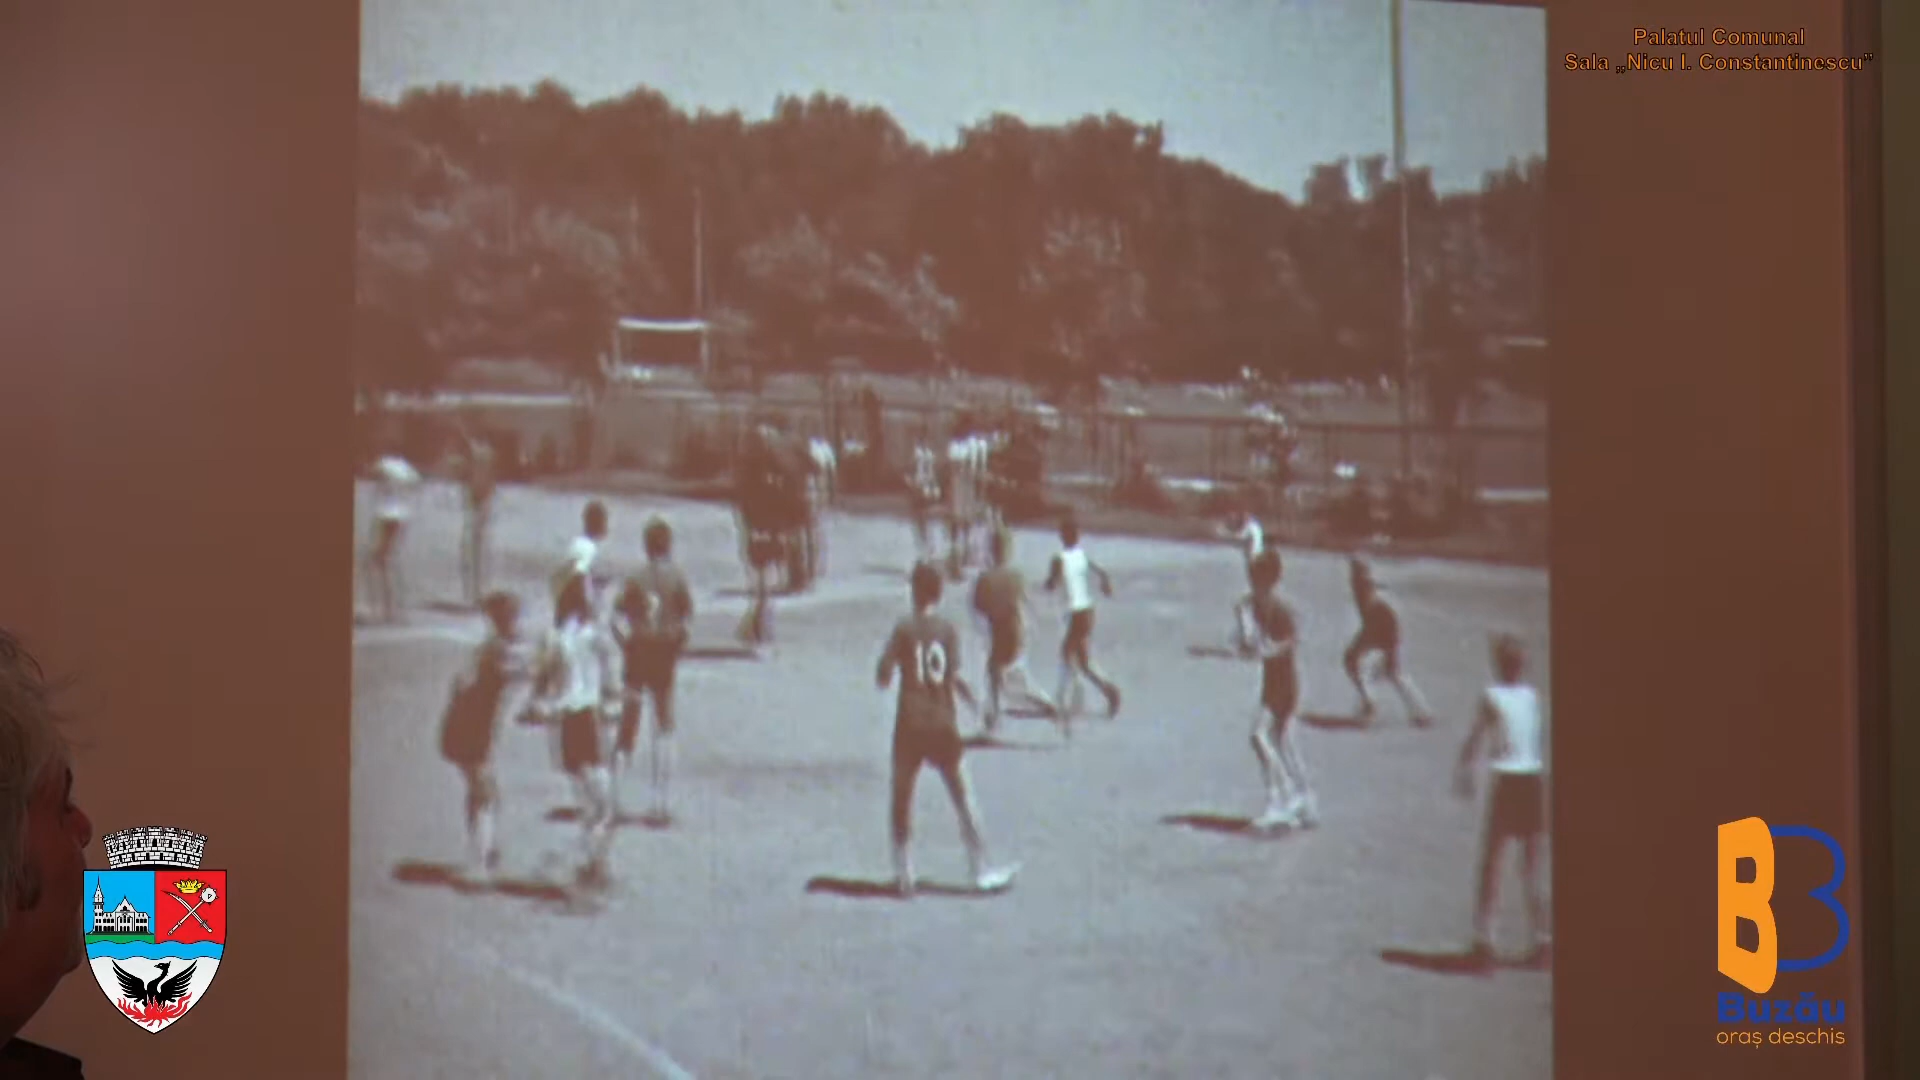 Palatul Comunal
Sala „Nicu I. Constantinescu”
10
B
Buzău
oraș deschis